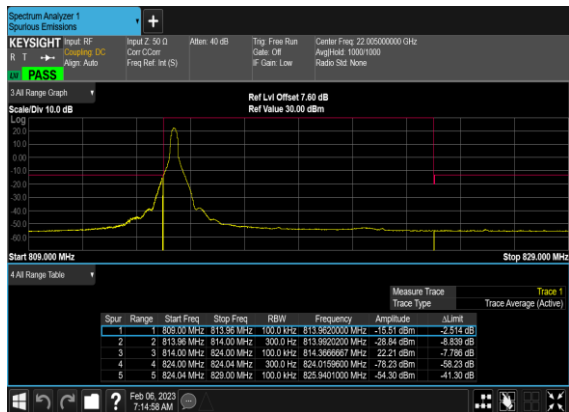 Spectrum Analyzer 1
Spurious Emissions
KEYSIGHT Input: RF Input Z: 50 Ω Atten: 40 dB Trig: Free Run Center Freq: 22.005000000 GHz
R T Coupling: DC Corr CCorr Gate: Off Avg|Hold: 1000/1000
Align: Auto Freq Ref: Int (S) IF Gain: Low Radio Std: None
LW PASS
3 All Range Graph
Ref Lvl Offset 7.60 dB
Scale/Div 10.0 dB Ref Value 30.00 dBm
Log
20.0
10.0
0.00
-10.0
-20.0
-30.0
-40.0
-50.0
-60.0
Start 809.000 MHz Stop 829.000 MHz
4 All Range Table
Measure Trace Trace 1
Trace Type Trace Average (Active)
Spur Range Start Freq Stop Freq RBW Frequency Amplitude ΔLimit
1 1 809.00 MHz 813.96 MHz 100.0 kHz 813.9620000 MHz -15.51 dBm -2.514 dB
2 2 813.96 MHz 814.00 MHz 300.0 Hz 813.9920200 MHz -28.84 dBm -8.839 dB
3 3 814.00 MHz 824.00 MHz 100.0 kHz 814.3666667 MHz 22.21 dBm -7.786 dB
4 4 824.00 MHz 824.04 MHz 300.0 Hz 824.0159600 MHz -78.23 dBm -58.23 dB
5 5 824.04 MHz 829.00 MHz 100.0 kHz 825.9401000 MHz -54.30 dBm -41.30 dB
Feb 06, 2023
7:14:58 AM